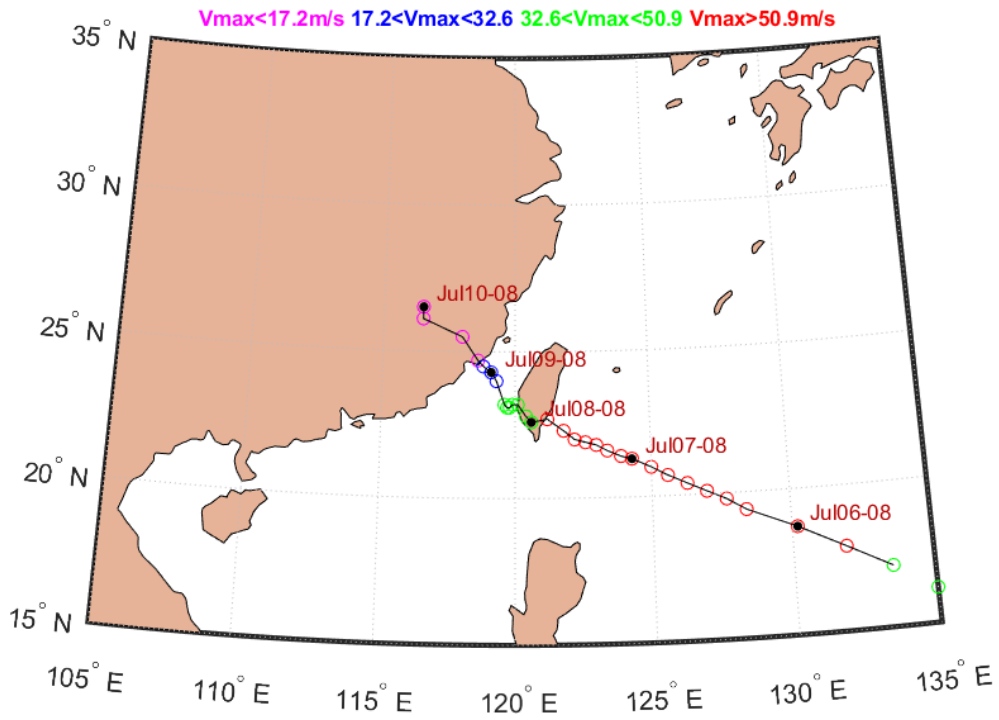 Vmax<17.2m/s 17.2<Vmax<32.6 32.6<Vmax<50.9 Vmax>50.9m/s
35° N
30° N
25° N
20° N
15° N
Jul10-08
Jul09-08
Jul08-08
Jul07-08
Jul06-08
105° E
110° E
115° E
120° E
125° E
130° E
135° E